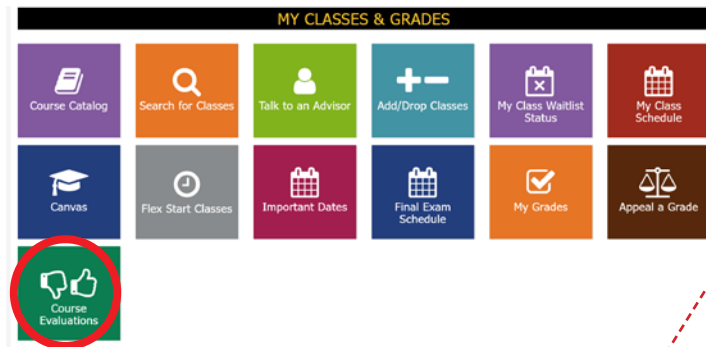 MY CLASSES & GRADES
Course Catalog
Search for Classes
Talk to an Advisor
Add/Drop Classes
My Class Waitlist
Status
My Class
Schedule
Canvas
Flex Start Classes
Important Dates
Final Exam
Schedule
My Grades
Appeal a Grade
Course
Evaluations